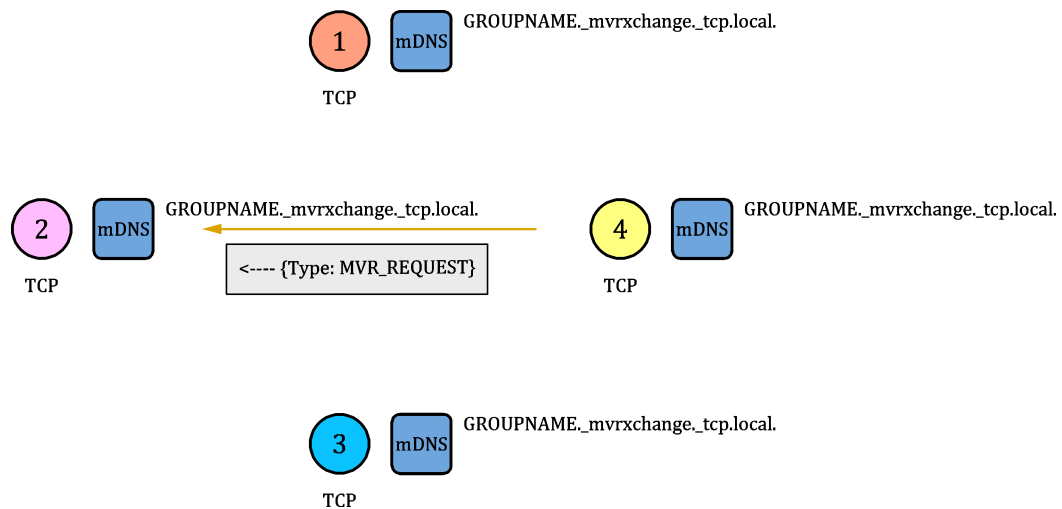 1
mDNS
GROUPNAME._mvrxchange._tcp.local.
TCP
2
mDNS
GROUPNAME._mvrxchange._tcp.local.
TCP
<---- {Type: MVR_REQUEST}
4
mDNS
GROUPNAME._mvrxchange._tcp.local.
TCP
3
mDNS
GROUPNAME._mvrxchange._tcp.local.
TCP